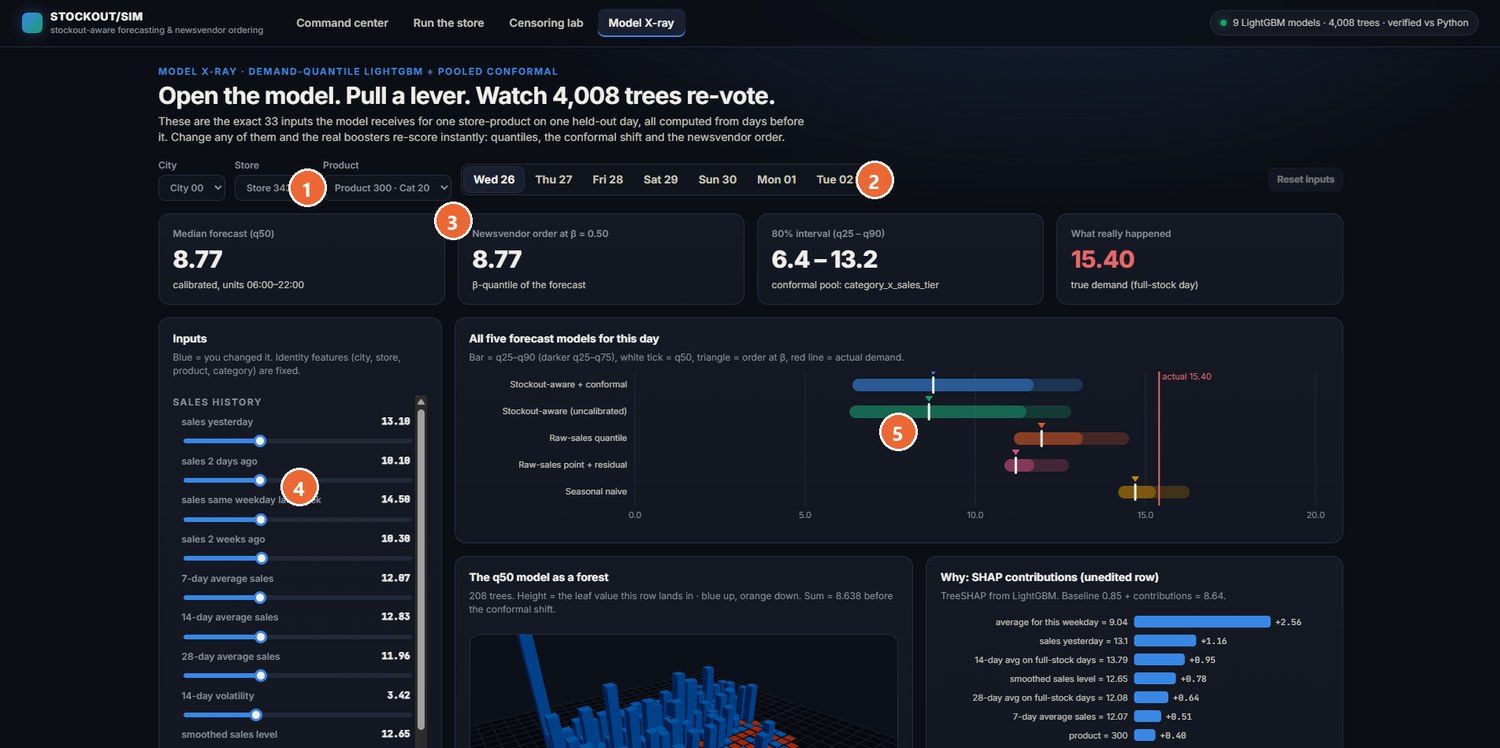 STOCKOUT/SIM
stockout-aware forecasting & newsvendor ordering
Command center
Run the store
Censoring lab
Model X-ray
9 LightGBM models · 4,008 trees · verified vs Python
MODEL X-RAY · DEMAND-QUANTILE LIGHTGBM + POOLED CONFORMAL
Open the model. Pull a lever. Watch 4,008 trees re-vote.
These are the exact 33 inputs the model receives for one store-product on one held-out day, all computed from days before
it. Change any of them and the real boosters re-score instantly: quantiles, the conformal shift and the newsvendor order.
City
Store
Product
City 00
Store
1
Product 300 · Cat 20
Wed 26
Thu 27
Fri 28
Sat 29
Sun 30
Mon 01
Tue 02
2
Reset inputs
3
Median forecast (q50)
8.77
calibrated, units 06:00–22:00
Newsvendor order at β = 0.50
8.77
β-quantile of the forecast
80% interval (q25 – q90)
6.4 – 13.2
conformal pool: category_x_sales_tier
What really happened
15.40
true demand (full-stock day)
Inputs
Blue = you changed it. Identity features (city, store,
product, category) are fixed.
SALES HISTORY
sales yesterday 13.10
sales 2 days ago 10.10
4
sales same weekday 14.50
sales 2 weeks ago 10.30
7-day average sales 12.07
14-day average sales 12.83
28-day average sales 11.96
14-day volatility 3.42
smoothed sales level 12.65
All five forecast models for this day
Bar = q25–q90 (darker q25–q75), white tick = q50, triangle = order at β, red line = actual demand.
actual 15.40
Stockout-aware + conformal
Stockout-aware (uncalibrated)
5
Raw-sales quantile
Raw-sales point + residual
Seasonal naive
0.0 5.0 10.0 15.0 20.0
The q50 model as a forest
208 trees. Height = the leaf value this row lands in · blue up, orange down. Sum = 8.638 before
the conformal shift.
Why: SHAP contributions (unedited row)
TreeSHAP from LightGBM. Baseline 0.85 + contributions = 8.64.
average for this weekday = 9.04 +2.56
sales yesterday = 13.1 +1.16
14-day avg on full-stock days = 13.79 +0.95
smoothed sales level = 12.65 +0.78
28-day avg on full-stock days = 12.08 +0.64
7-day average sales = 12.07 +0.51
product = 300 +0.40